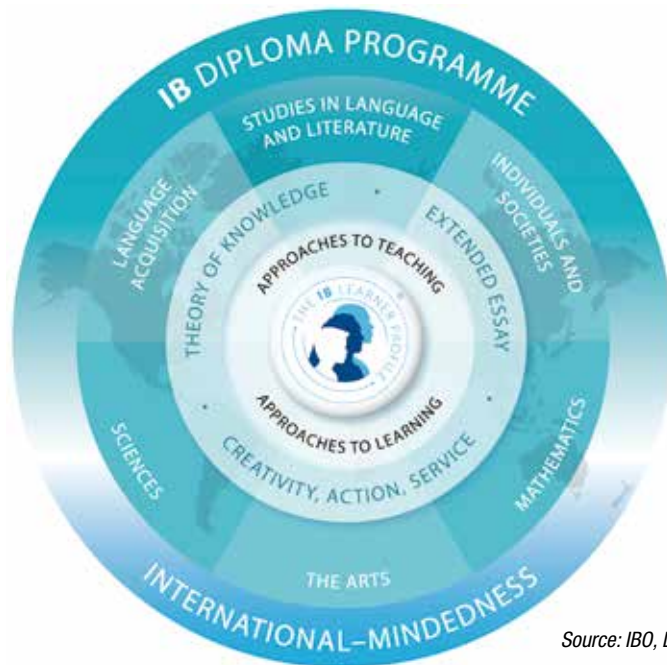 IB DIPLOMA PROGRAMME
STUDIES IN LANGUAGE
AND LITERATURE
LANGUAGE
ACQUISITION
INDIVIDUALS AND
SOCIETIES
THEORY OF KNOWLEDGE
EXTENDED ESSAY
APPROACHES TO TEACHING
THE IB LEARNER PROFILE
®
APPROACHES TO LEARNING
CREATIVITY, ACTION, SERVICE
SCIENCES
MATHEMATICS
THE ARTS
INTERNATIONAL–MINDEDNESS
Source: IBO,